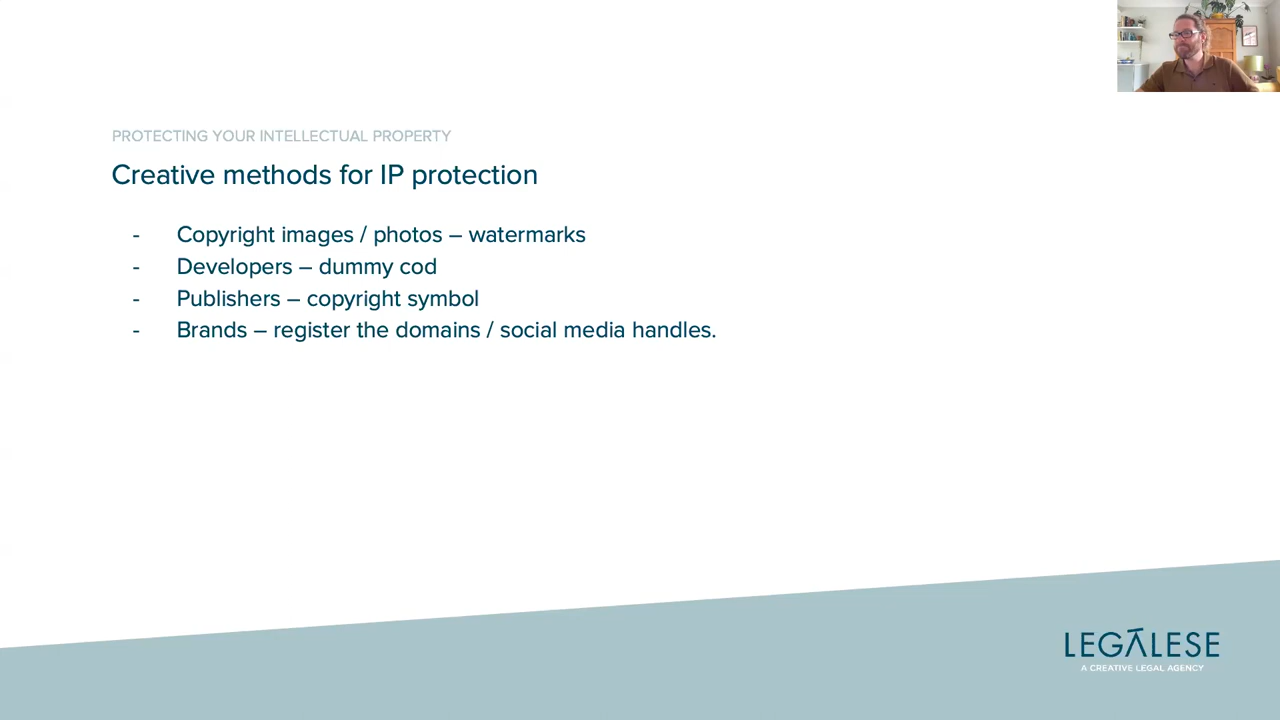 PROTECTING YOUR INTELLECTUAL PROPERTY
Creative methods for IP protection
- Copyright images / photos – watermarks
- Developers – dummy cod
- Publishers – copyright symbol
- Brands – register the domains / social media handles.
LEGALESE
A CREATIVE LEGAL AGENCY